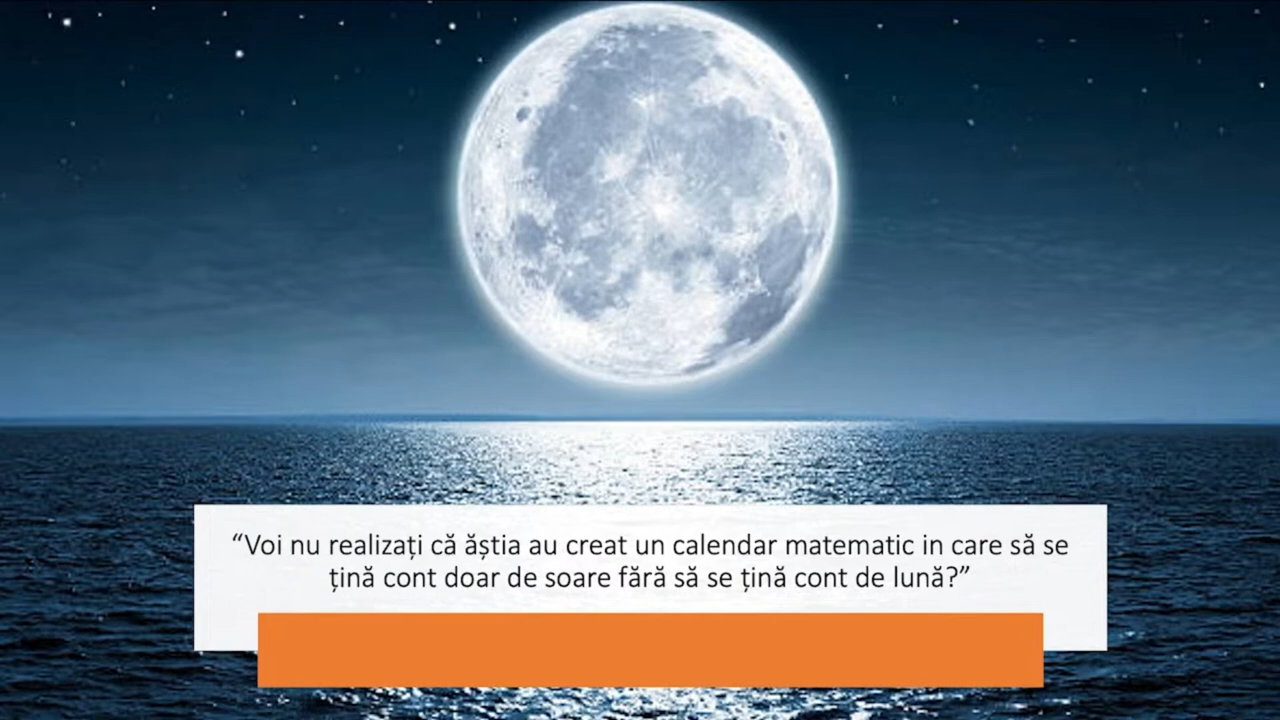 “Voi nu realizați că ăștia au creat un calendar matematic in care să se
țină cont doar de soare fără să se țină cont de lună?”